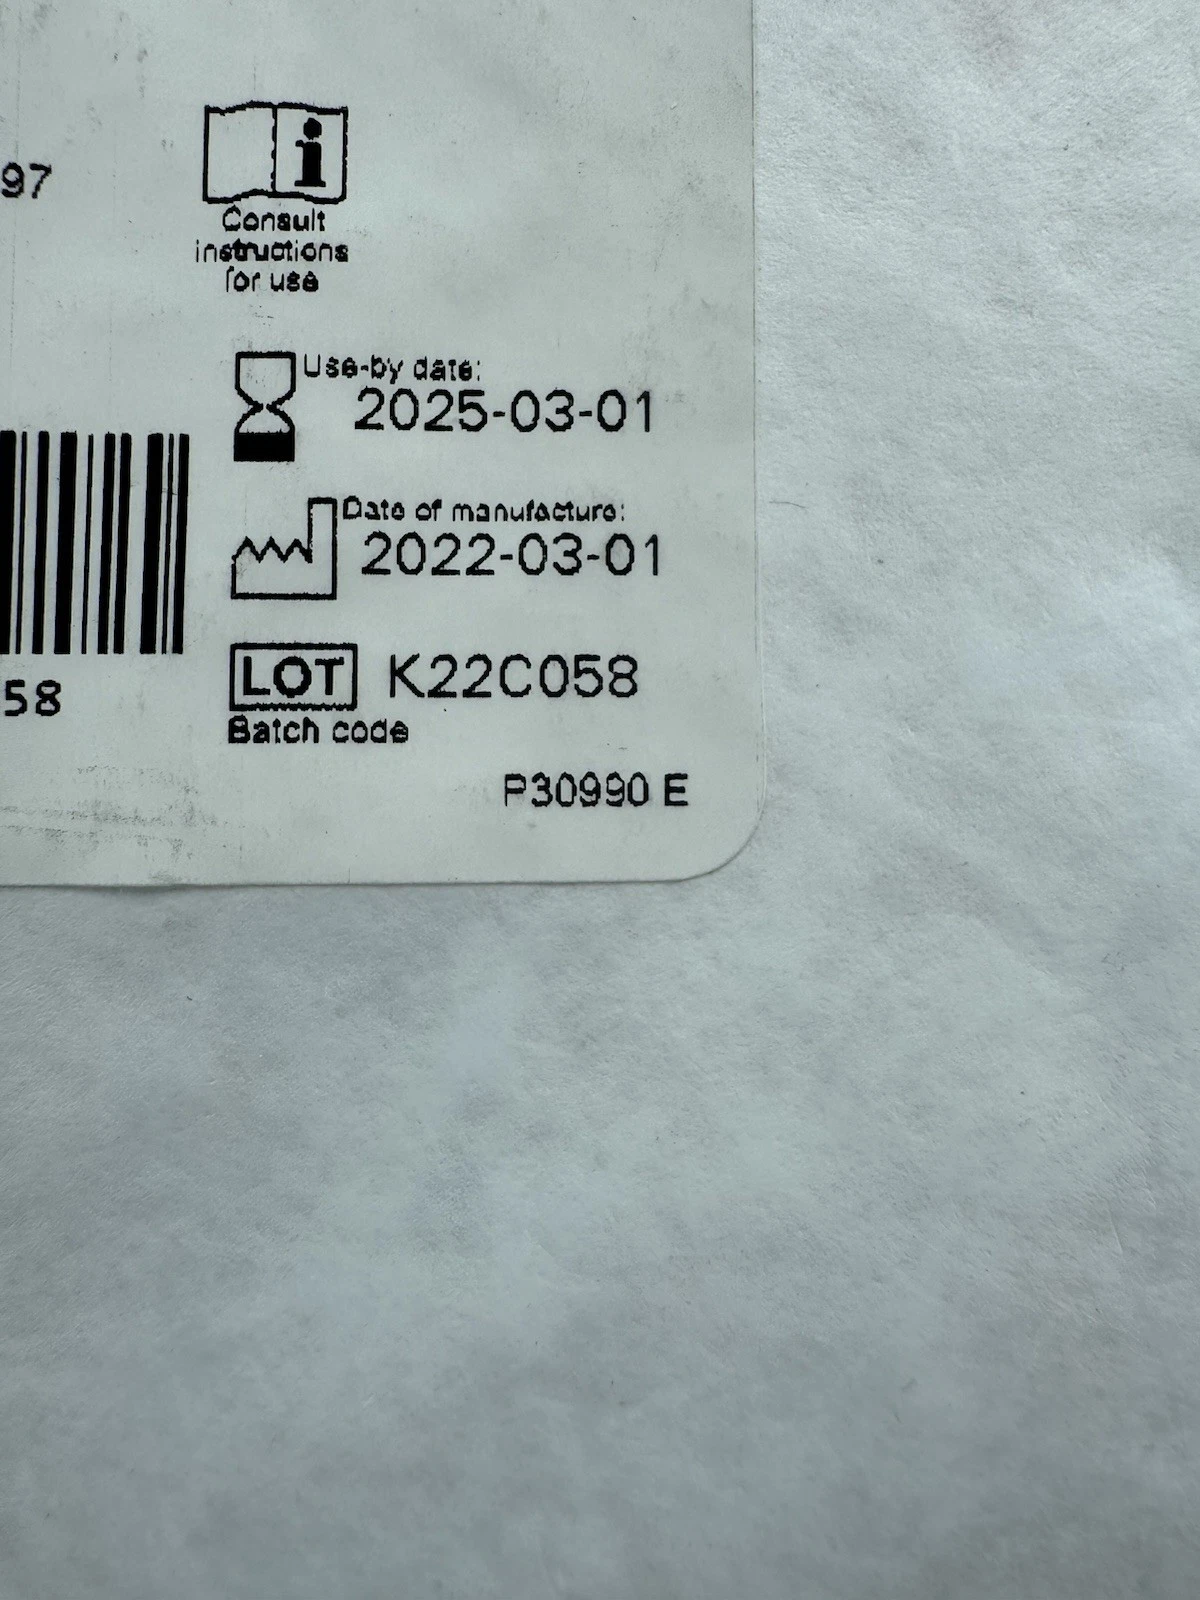 97
Consult
instructions
for use
Use-by date:
2025-03-01
Date of manufacture:
2022-03-01
LOT K22C058
58
Batch code
P30990 E